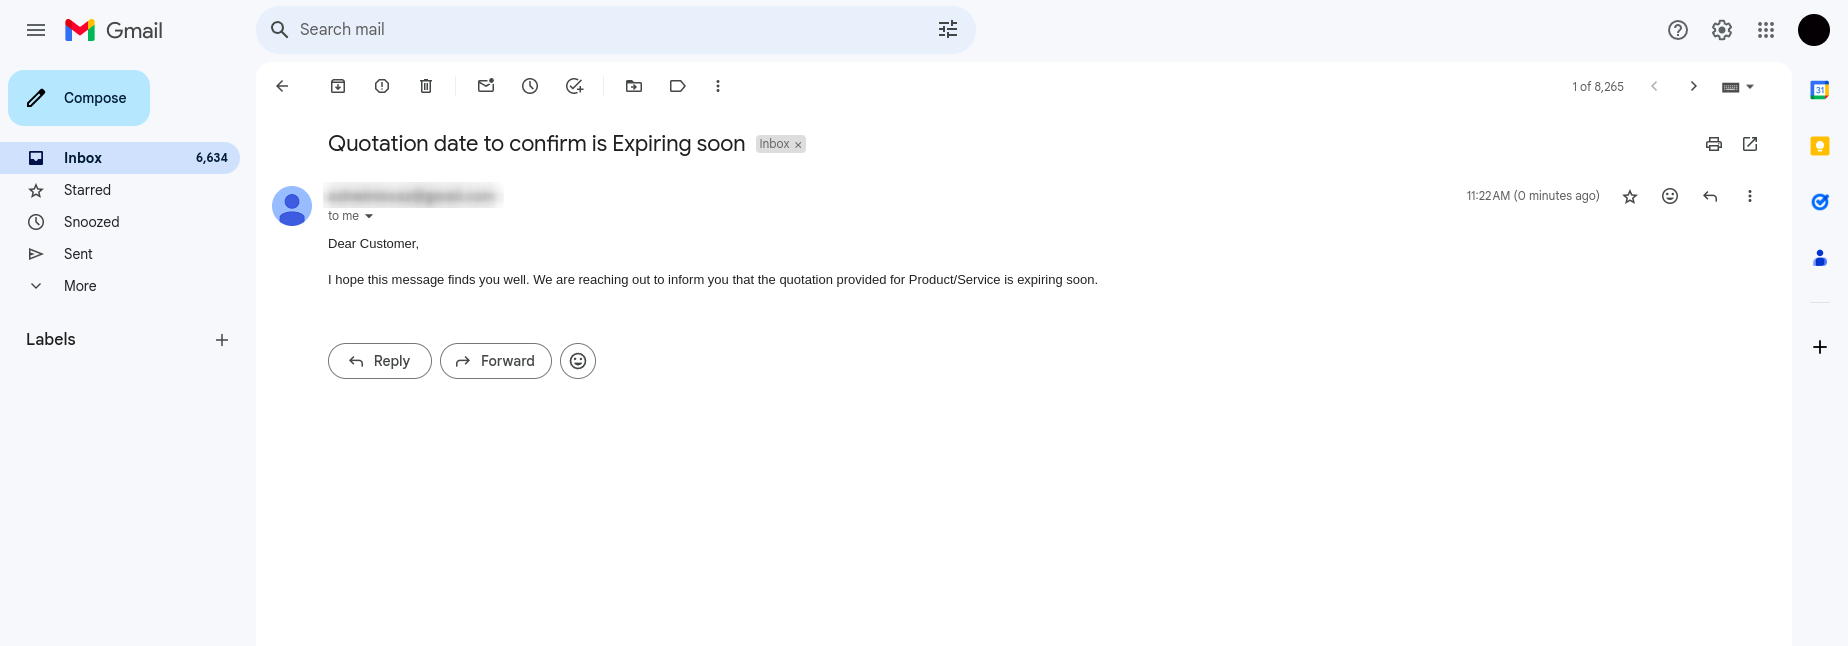 Gmail
Search mail
Compose
1 of 8,265
Quotation date to confirm is Expiring soon
Inbox ×
Inbox 6,634
Starred
Snoozed
Sent
More
Labels
11:22 AM (0 minutes ago)
to me
Dear Customer,
I hope this message finds you well. We are reaching out to inform you that the quotation provided for Product/Service is expiring soon.
Reply
Forward
31